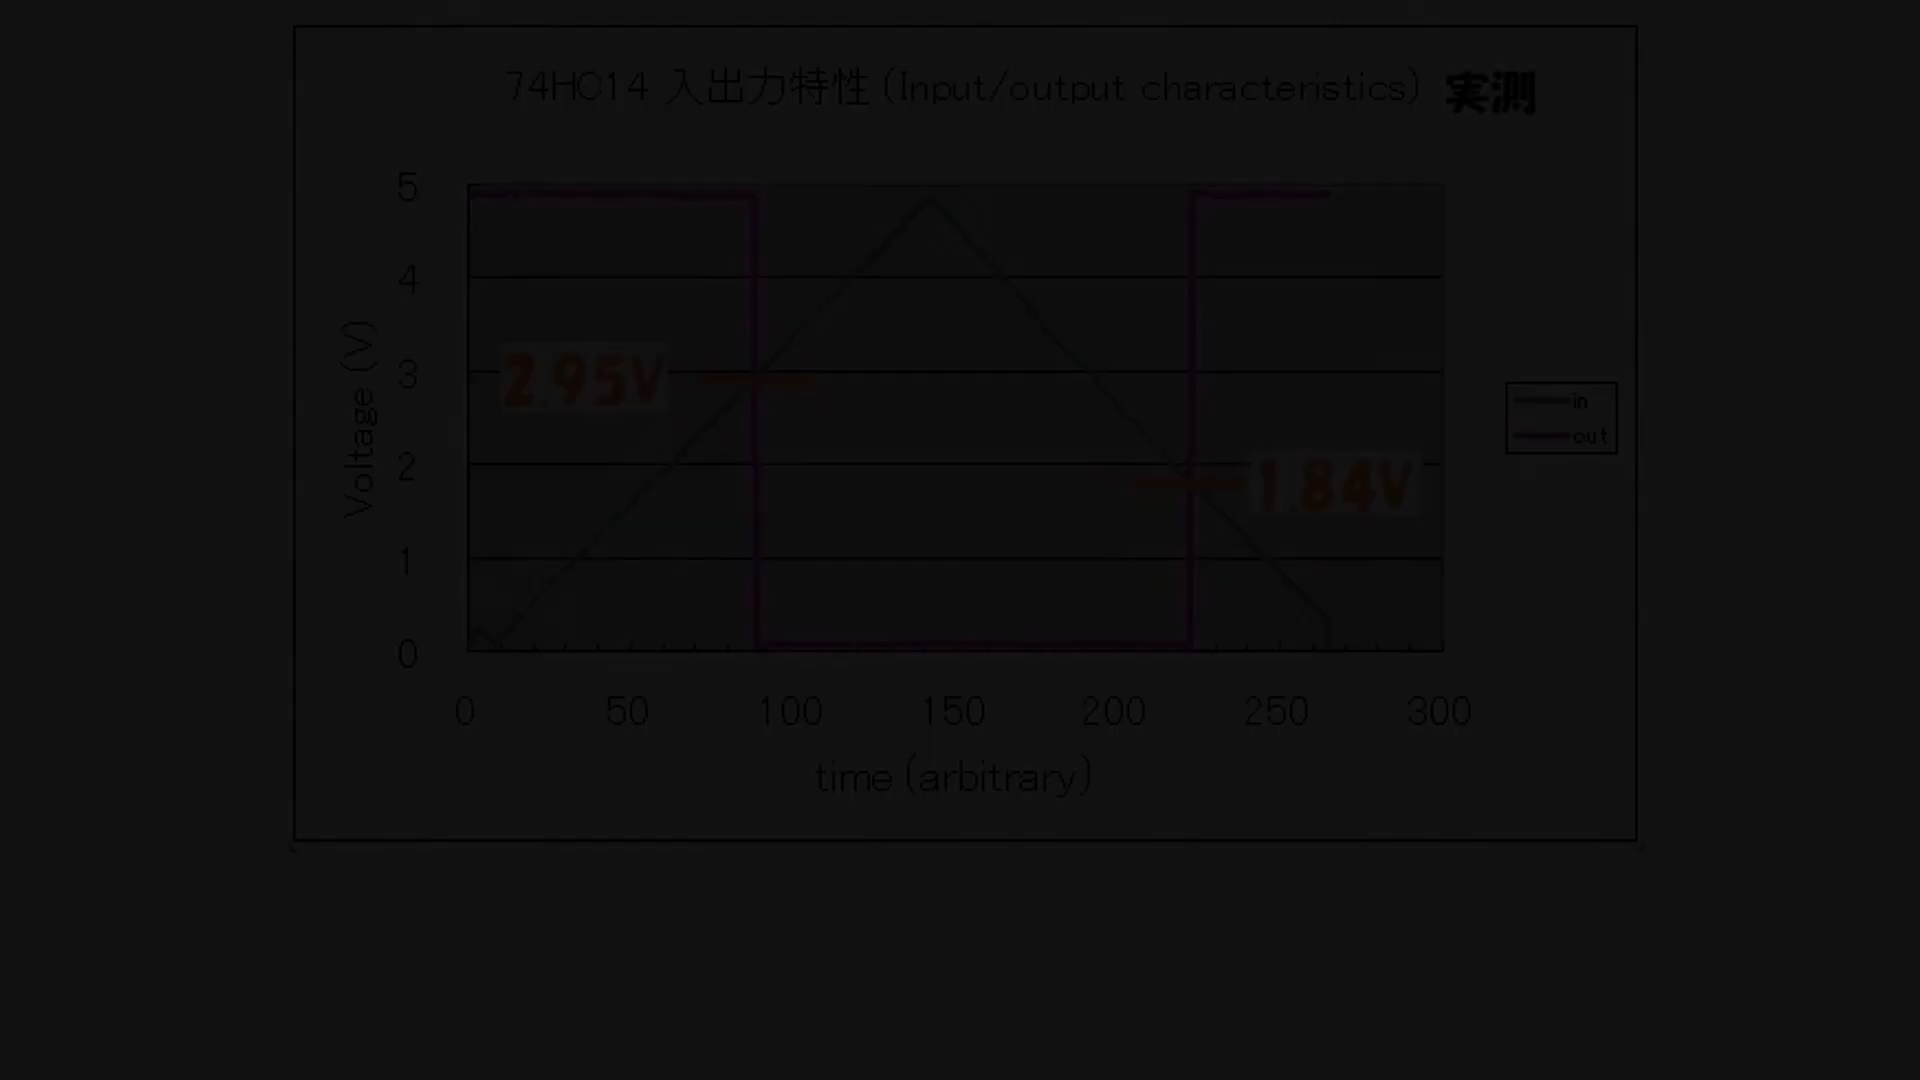 74HC14 入出力特性 (Input/output characteristics) 実測
5
4
3
2
1
0
Voltage (V)
2.95V
1.84V
in
out
0 50 100 150 200 250 300
time (arbitrary)